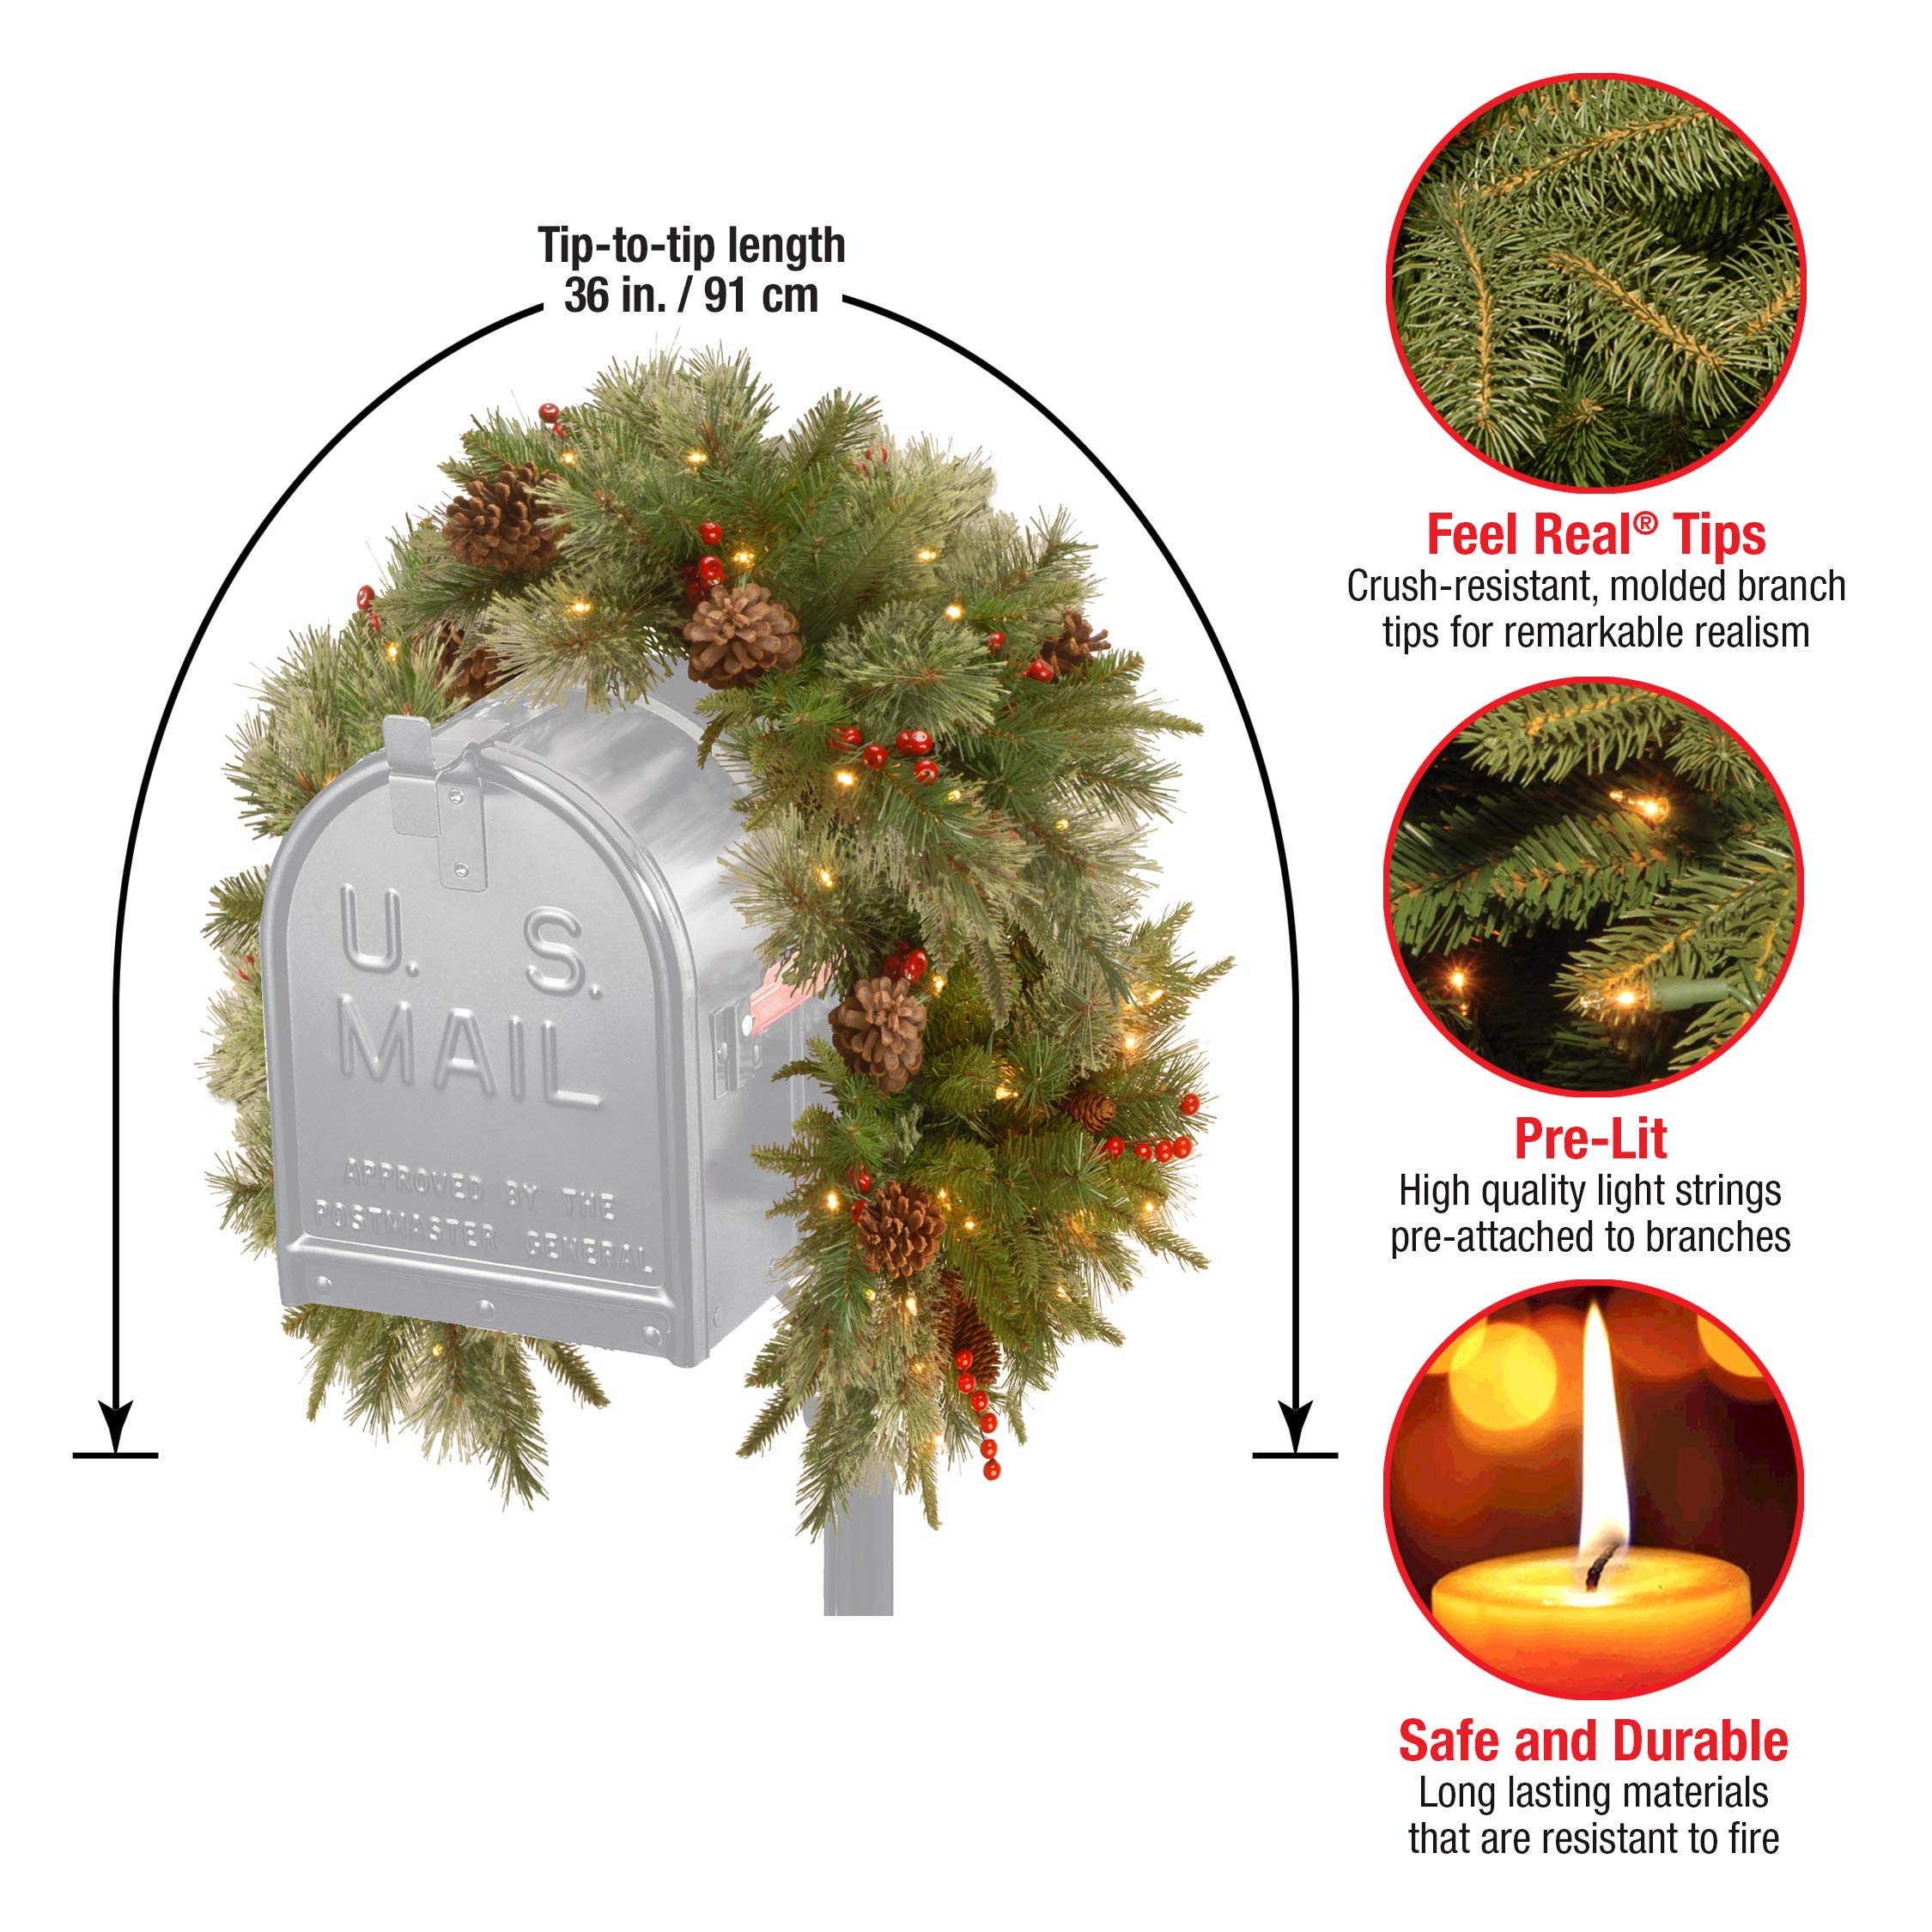 Tip-to-tip length
36 in. / 91 cm
U. S.
MAIL
APPROVED BY THE
POSTMASTER GENERAL
Feel Real® Tips
Crush-resistant, molded branch
tips for remarkable realism
Pre-Lit
High quality light strings
pre-attached to branches
Safe and Durable
Long lasting materials
that are resistant to fire